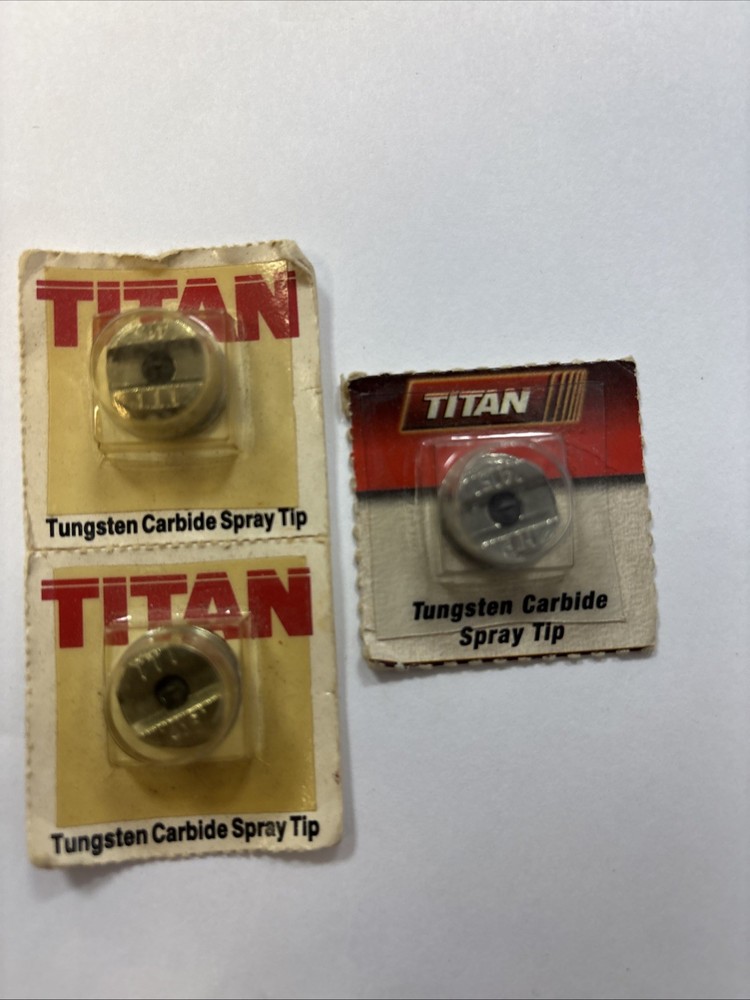 TITAN
Tungsten Carbide Spray Tip
TITAN
Tungsten Carbide Spray Tip
TITAN
Tungsten Carbide
Spray Tip